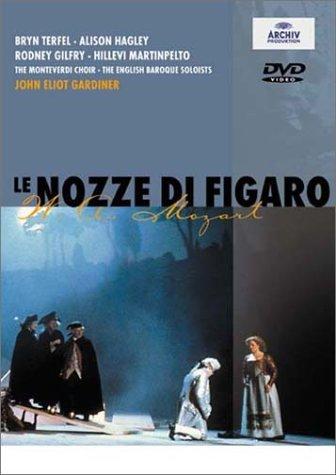 BRYN TERFEL · ALISON HAGLEY
RODNEY GILFRY · HILLEVI MARTINPELTO
THE MONTEVERDI CHOIR · THE ENGLISH BAROQUE SOLOISTS
JOHN ELIOT GARDINER
ARCHIV
PRODUKTION
DVD
VIDEO
LE NOZZE DI FIGARO
W. A. Mozart